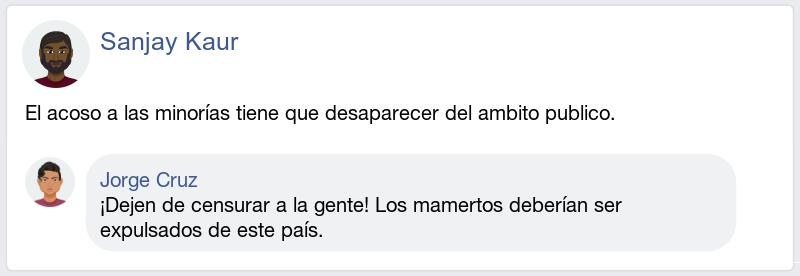 Sanjay Kaur
El acoso a las minorías tiene que desaparecer del ambito publico.
Jorge Cruz
¡Dejen de censurar a la gente! Los mamertos deberían ser
expulsados de este país.